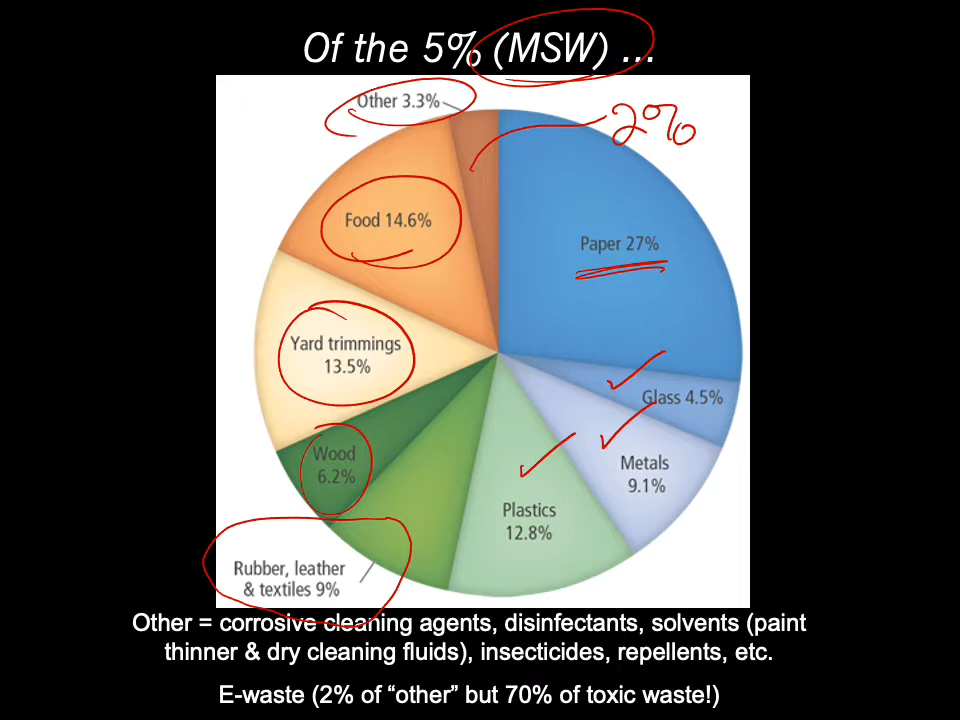 Of the 5% (MSW) ...
Other 3.3%
2%
Food 14.6%
Paper 27%
Yard trimmings
13.5%
Glass 4.5%
Wood
6.2%
Metals
9.1%
Plastics
12.8%
Rubber, leather
& textiles 9%
Other = corrosive cleaning agents, disinfectants, solvents (paint
thinner & dry cleaning fluids), insecticides, repellents, etc.
E-waste (2% of “other” but 70% of toxic waste!)